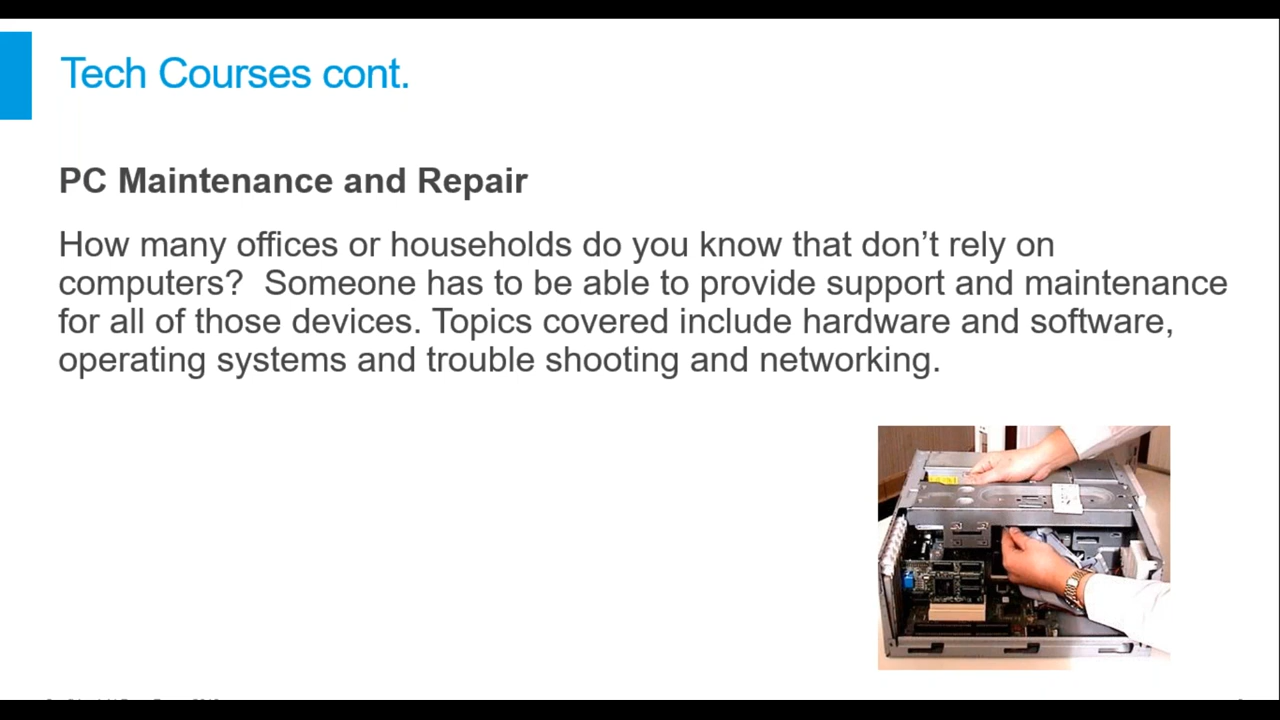 Tech Courses cont.
PC Maintenance and Repair
How many offices or households do you know that don’t rely on
computers?  Someone has to be able to provide support and maintenance
for all of those devices. Topics covered include hardware and software,
operating systems and trouble shooting and networking.